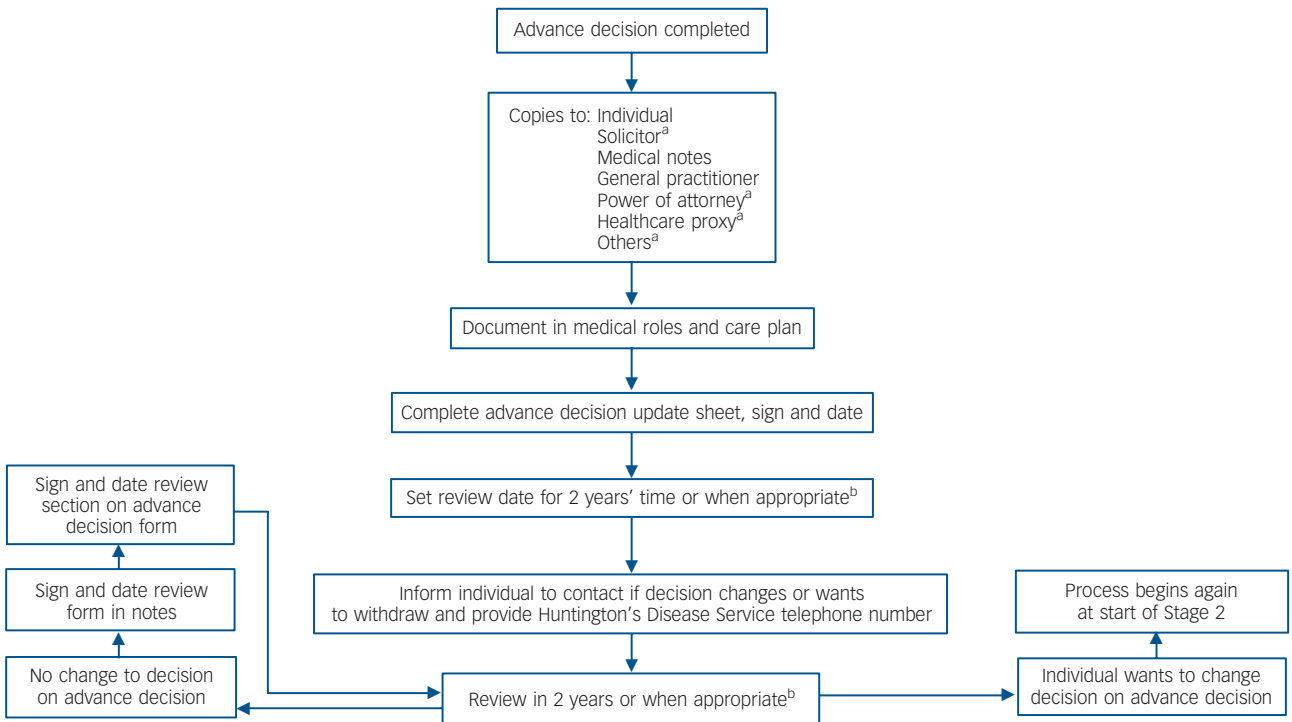 Advance decision completed
Copies to: Individual
Solicitorᵃ
Medical notes
General practitioner
Power of attorneyᵃ
Healthcare proxyᵃ
Othersᵃ
Document in medical roles and care plan
Complete advance decision update sheet, sign and date
Set review date for 2 years’ time or when appropriateᵇ
Inform individual to contact if decision changes or wants
to withdraw and provide Huntington’s Disease Service telephone number
Review in 2 years or when appropriateᵇ
No change to decision
on advance decision
Sign and date review
form in notes
Sign and date review
section on advance
decision form
Individual wants to change
decision on advance decision
Process begins again
at start of Stage 2